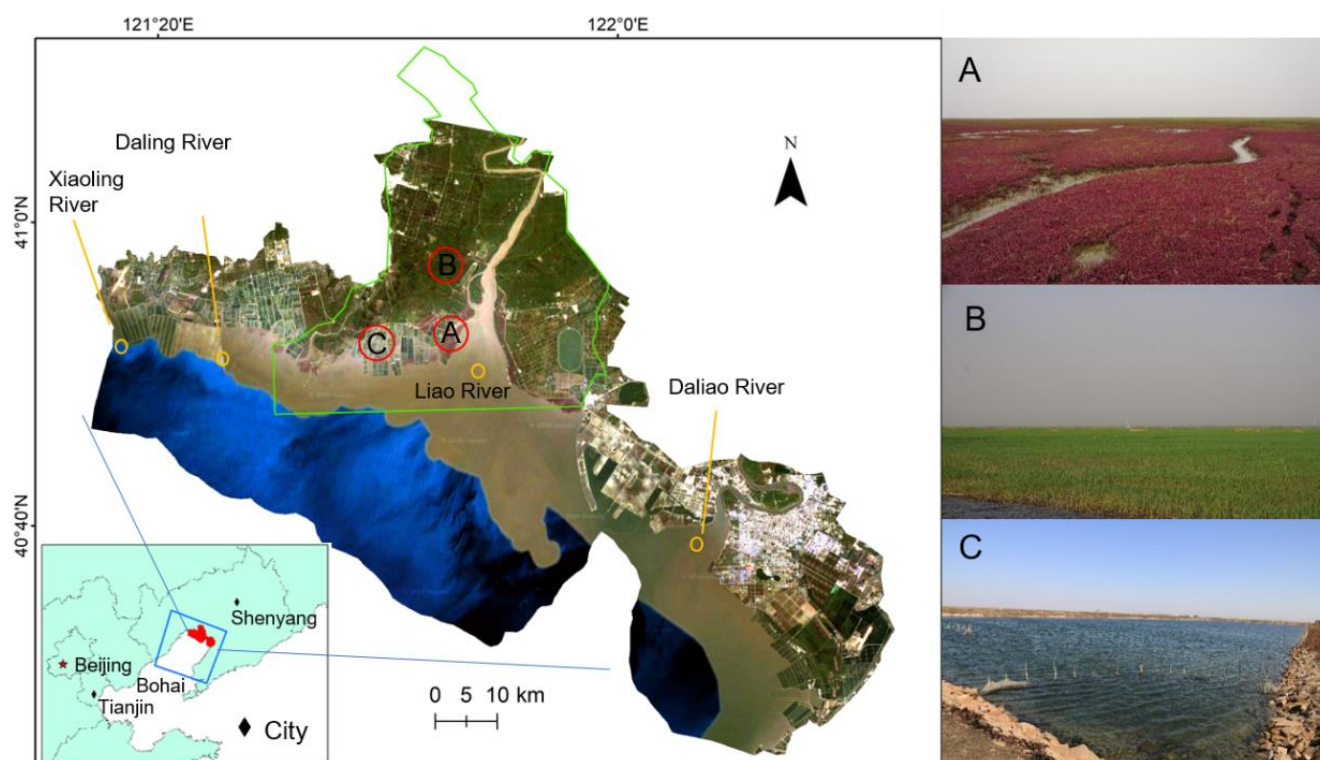 121°20'E
122°0'E
41°0'N
40°40'N
Daling River
Xiaoling
River
N
B
A
C
Liao River
Daliao River
0 5 10 km
Shenyang
Beijing
Bohai
Tianjin
City
A
B
C